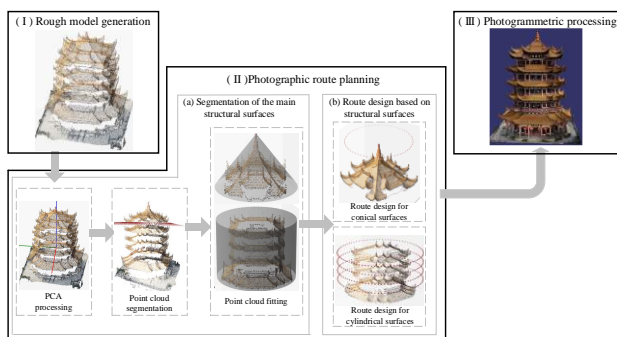 ( I ) Rough model generation
( II )Photographic route planning
(a) Segmentation of the main
structural surfaces
PCA
processing
Point cloud
segmentation
Point cloud fitting
(b) Route design based on
structural surfaces
Route design for
conical surfaces
Route design for
cylindrical surfaces
( III ) Photogrammetric processing